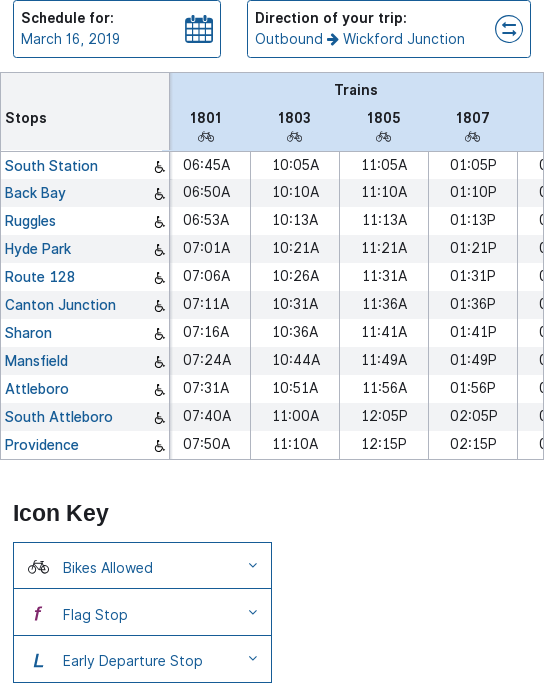 Schedule for:
March 16, 2019
Direction of your trip:
Outbound → Wickford Junction
Trains
Stops 1801 1803 1805 1807
South Station 06:45A 10:05A 11:05A 01:05P
Back Bay 06:50A 10:10A 11:10A 01:10P
Ruggles 06:53A 10:13A 11:13A 01:13P
Hyde Park 07:01A 10:21A 11:21A 01:21P
Route 128 07:06A 10:26A 11:31A 01:31P
Canton Junction 07:11A 10:31A 11:36A 01:36P
Sharon 07:16A 10:36A 11:41A 01:41P
Mansfield 07:24A 10:44A 11:49A 01:49P
Attleboro 07:31A 10:51A 11:56A 01:56P
South Attleboro 07:40A 11:00A 12:05P 02:05P
Providence 07:50A 11:10A 12:15P 02:15P
Icon Key
Bikes Allowed
f Flag Stop
L Early Departure Stop